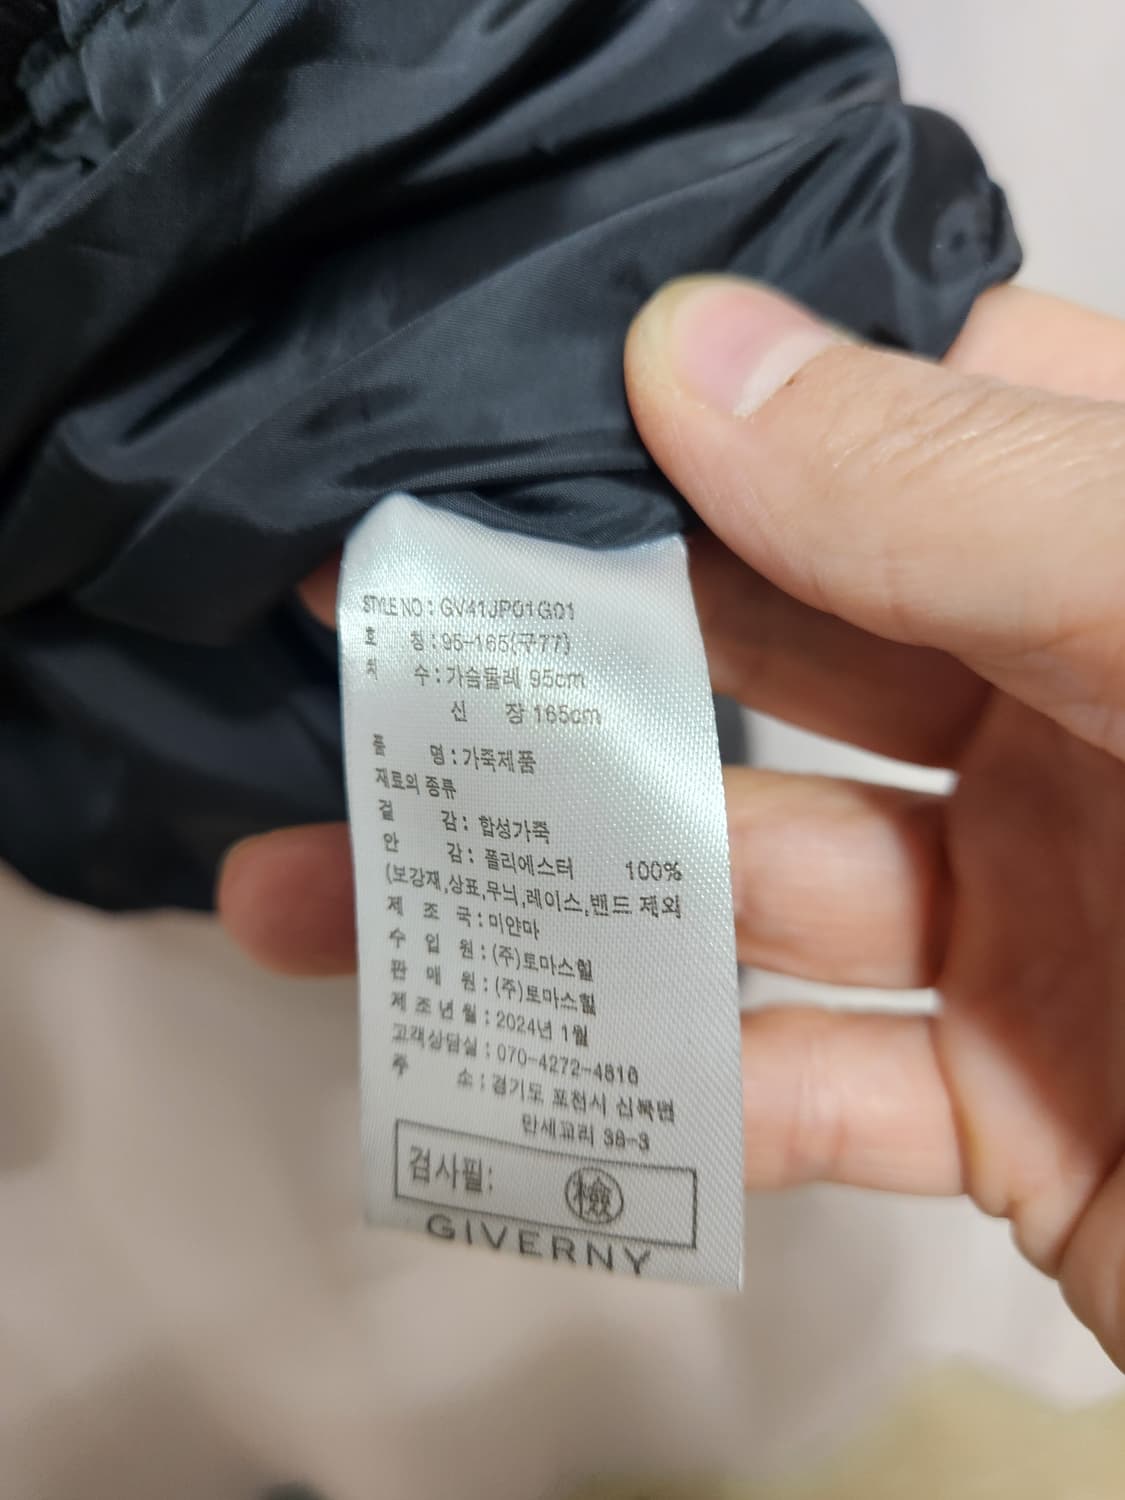 STYLE NO : GV41JP01G01
호 칭 : 95-165(구77)
치 수 : 가슴둘레 95cm
신 장 165cm
품 명 : 가죽제품
재료의 종류
겉 감 : 합성가죽
안 감 : 폴리에스터 100%
(보강재,상표,무늬,레이스,밴드 제외
제 조 국 : 미얀마
수 입 원 : (주)토마스힐
판 매 원 : (주)토마스힐
제 조 년 월 : 2024년 1월
고객상담실 : 070-4272-4810
주 소 : 경기도 포천시 신북면
만세교리 38-3
검사필: 檢
GIVERNY